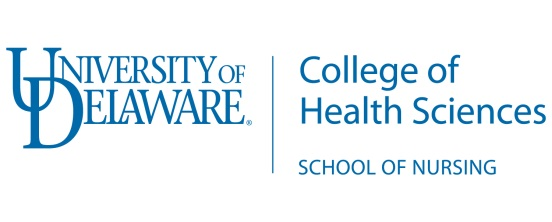 UNIVERSITY OF
DELAWARE®
College of
Health Sciences
SCHOOL OF NURSING